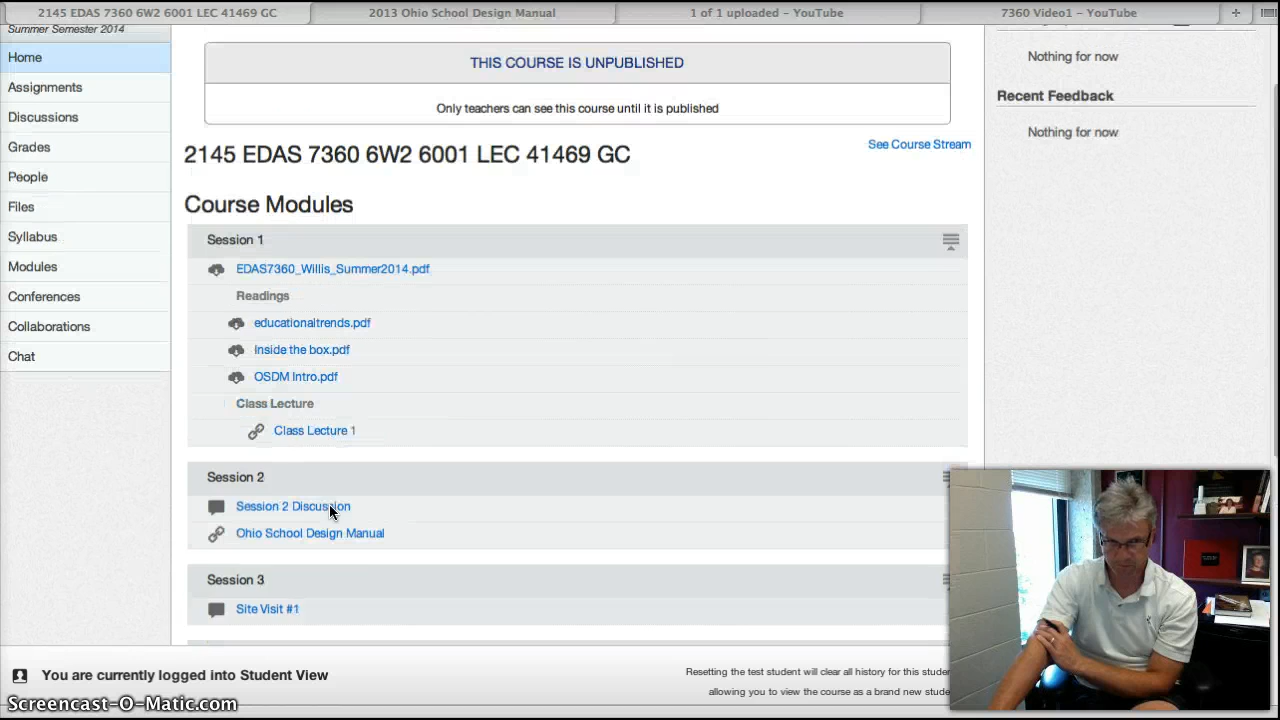 2145 EDAS 7360 6W2 6001 LEC 41469 GC
2013 Ohio School Design Manual
1 of 1 uploaded – YouTube
7360 Video1 – YouTube
+
Summer Semester 2014
Home
Assignments
Discussions
Grades
People
Files
Syllabus
Modules
Conferences
Collaborations
Chat
THIS COURSE IS UNPUBLISHED
Only teachers can see this course until it is published
2145 EDAS 7360 6W2 6001 LEC 41469 GC
See Course Stream
Course Modules
Session 1
EDAS7360_Willis_Summer2014.pdf
Readings
educationaltrends.pdf
Inside the box.pdf
OSDM Intro.pdf
Class Lecture
Class Lecture 1
Session 2
Session 2 Discussion
Ohio School Design Manual
Session 3
Site Visit #1
Nothing for now
Recent Feedback
Nothing for now
You are currently logged into Student View
Resetting the test student will clear all history for this stude
allowing you to view the course as a brand new stude
Screencast-O-Matic.com